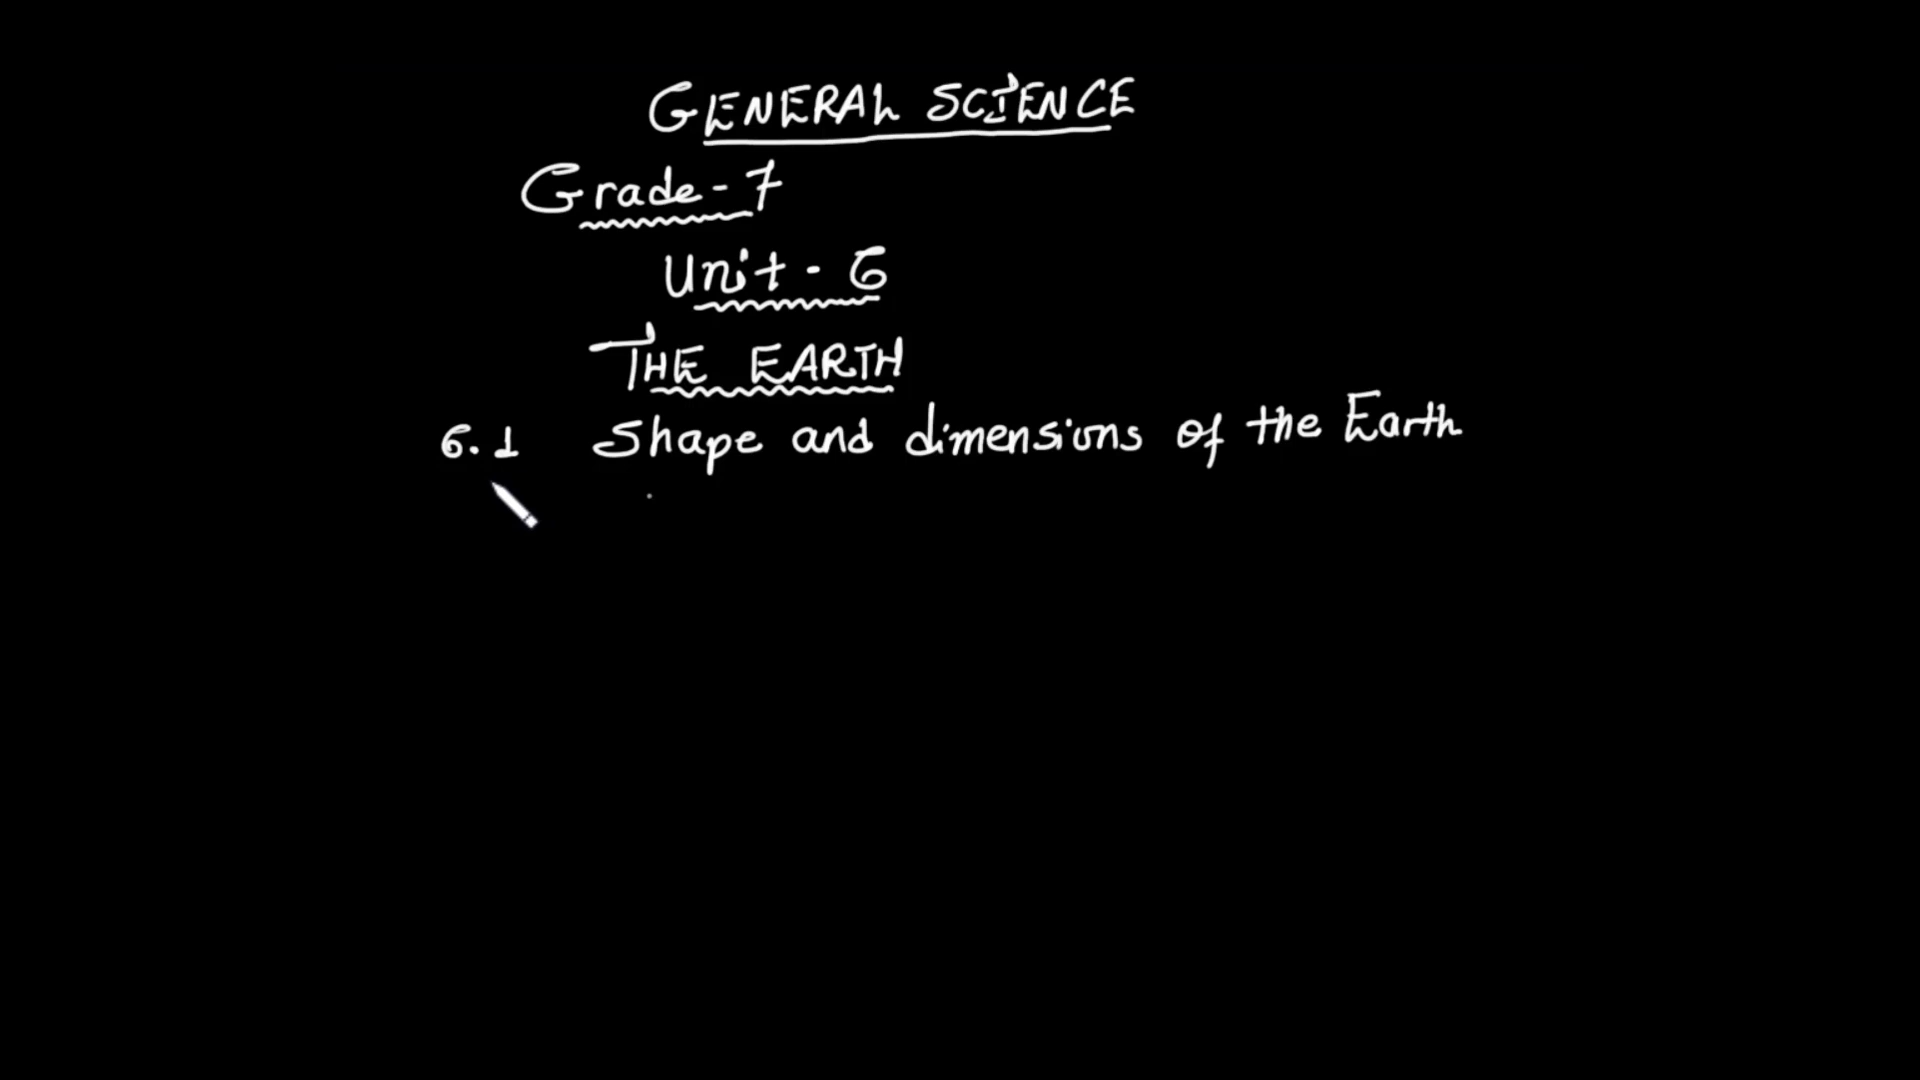 GENERAL SCIENCE
Grade-7
Unit - 6
THE EARTH
6.1 Shape and dimensions of the Earth